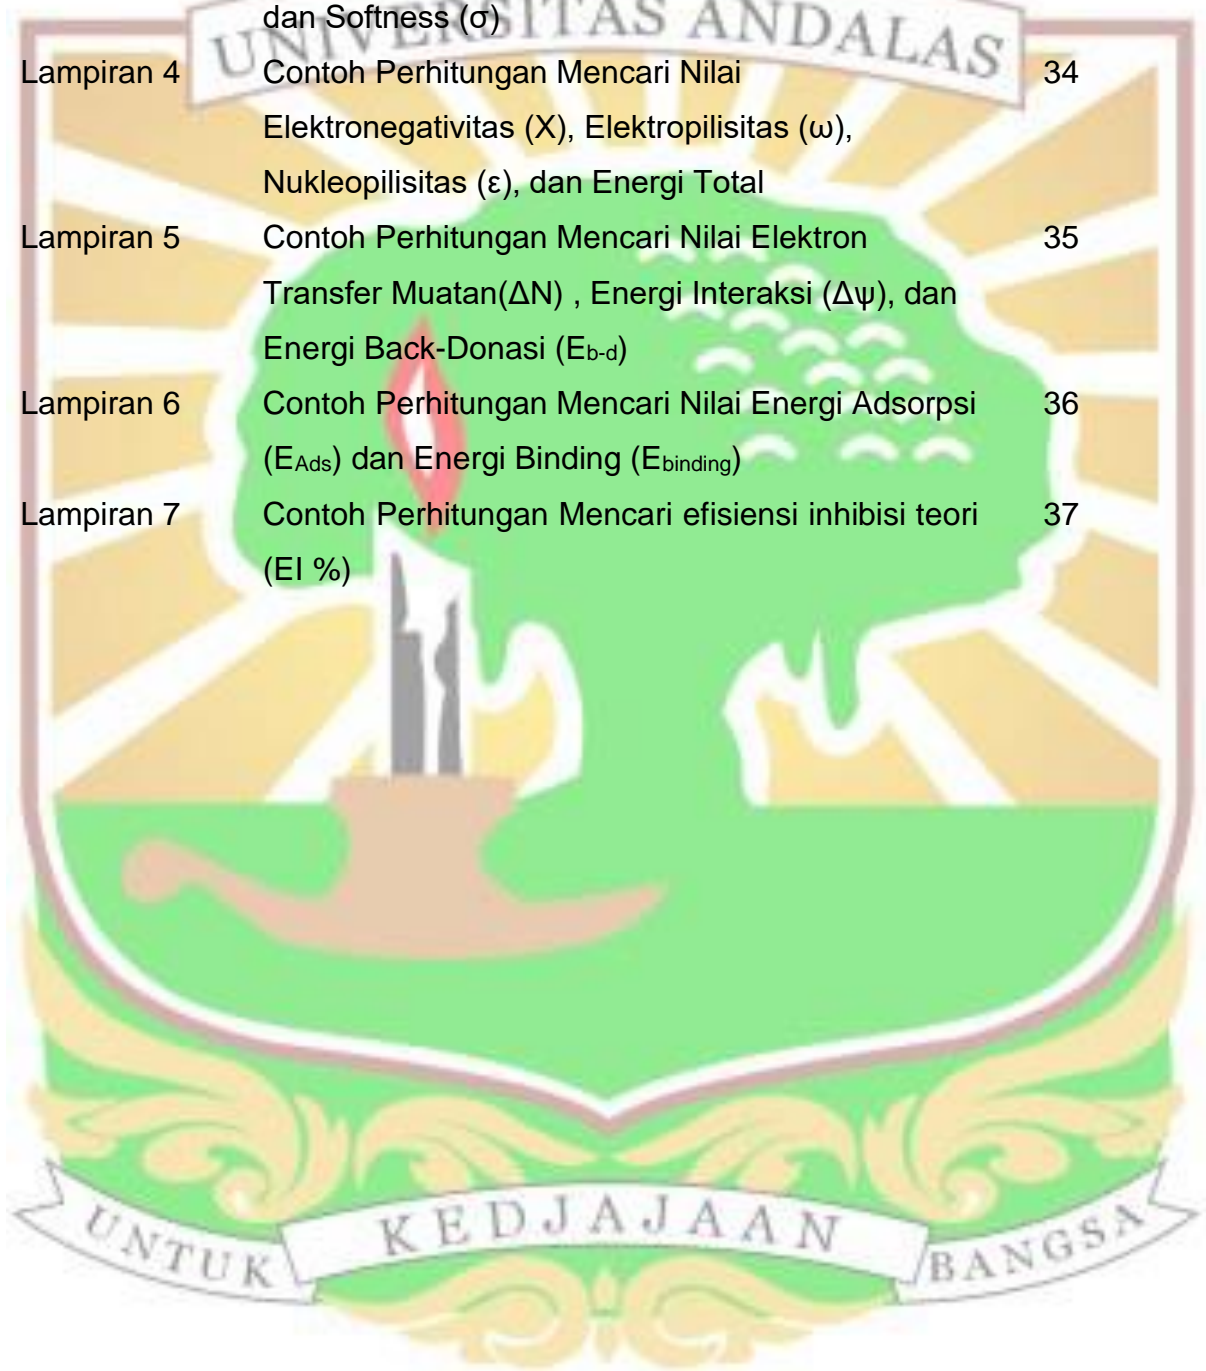 dan Softness (σ)
UNIVERSITAS ANDALAS
Lampiran 4 Contoh Perhitungan Mencari Nilai 34
Elektronegativitas (X), Elektropilisitas (ω),
Nukleopilisitas (ε), dan Energi Total
Lampiran 5 Contoh Perhitungan Mencari Nilai Elektron 35
Transfer Muatan(ΔN) , Energi Interaksi (Δψ), dan
Energi Back-Donasi (Eb-d)
Lampiran 6 Contoh Perhitungan Mencari Nilai Energi Adsorpsi 36
(EAds) dan Energi Binding (Ebinding)
Lampiran 7 Contoh Perhitungan Mencari efisiensi inhibisi teori 37
(EI %)
UNTUK KEDJAJAAN BANGSA